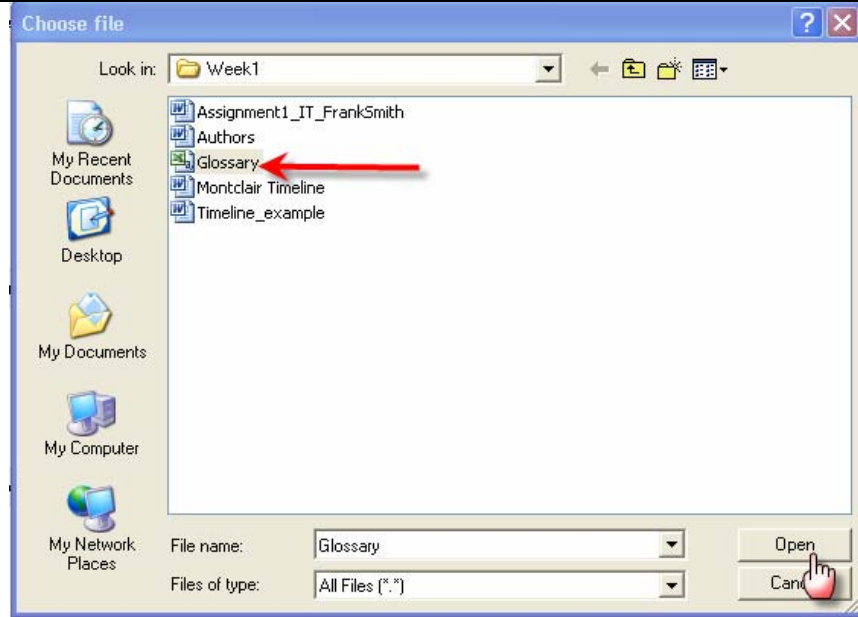 Choose file
Look in: Week1
Assignment1_IT_FrankSmith
Authors
Glossary
Montclair Timeline
Timeline_example
My Recent
Documents
Desktop
My Documents
My Computer
My Network
Places
File name: Glossary Open
Files of type: All Files (*.*)